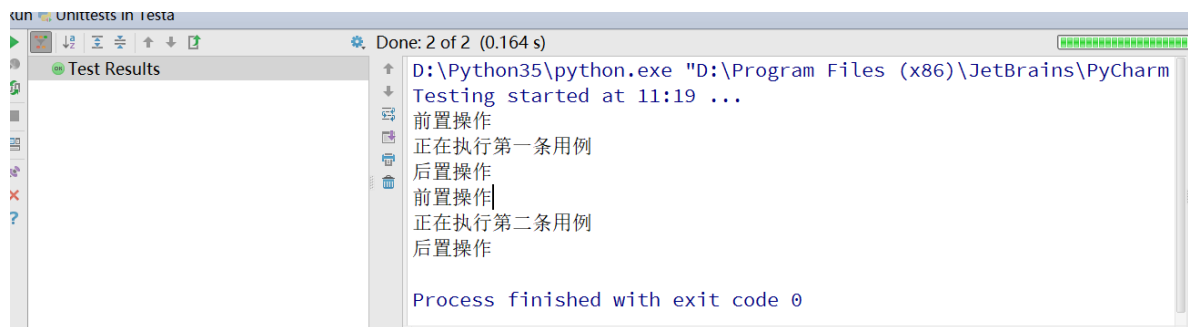 Unittests in Testa
Done: 2 of 2 (0.164 s)
Test Results
D:\Python35\python.exe "D:\Program Files (x86)\JetBrains\PyCharm
Testing started at 11:19 ...
前置操作
正在执行第一条用例
后置操作
前置操作
正在执行第二条用例
后置操作
Process finished with exit code 0